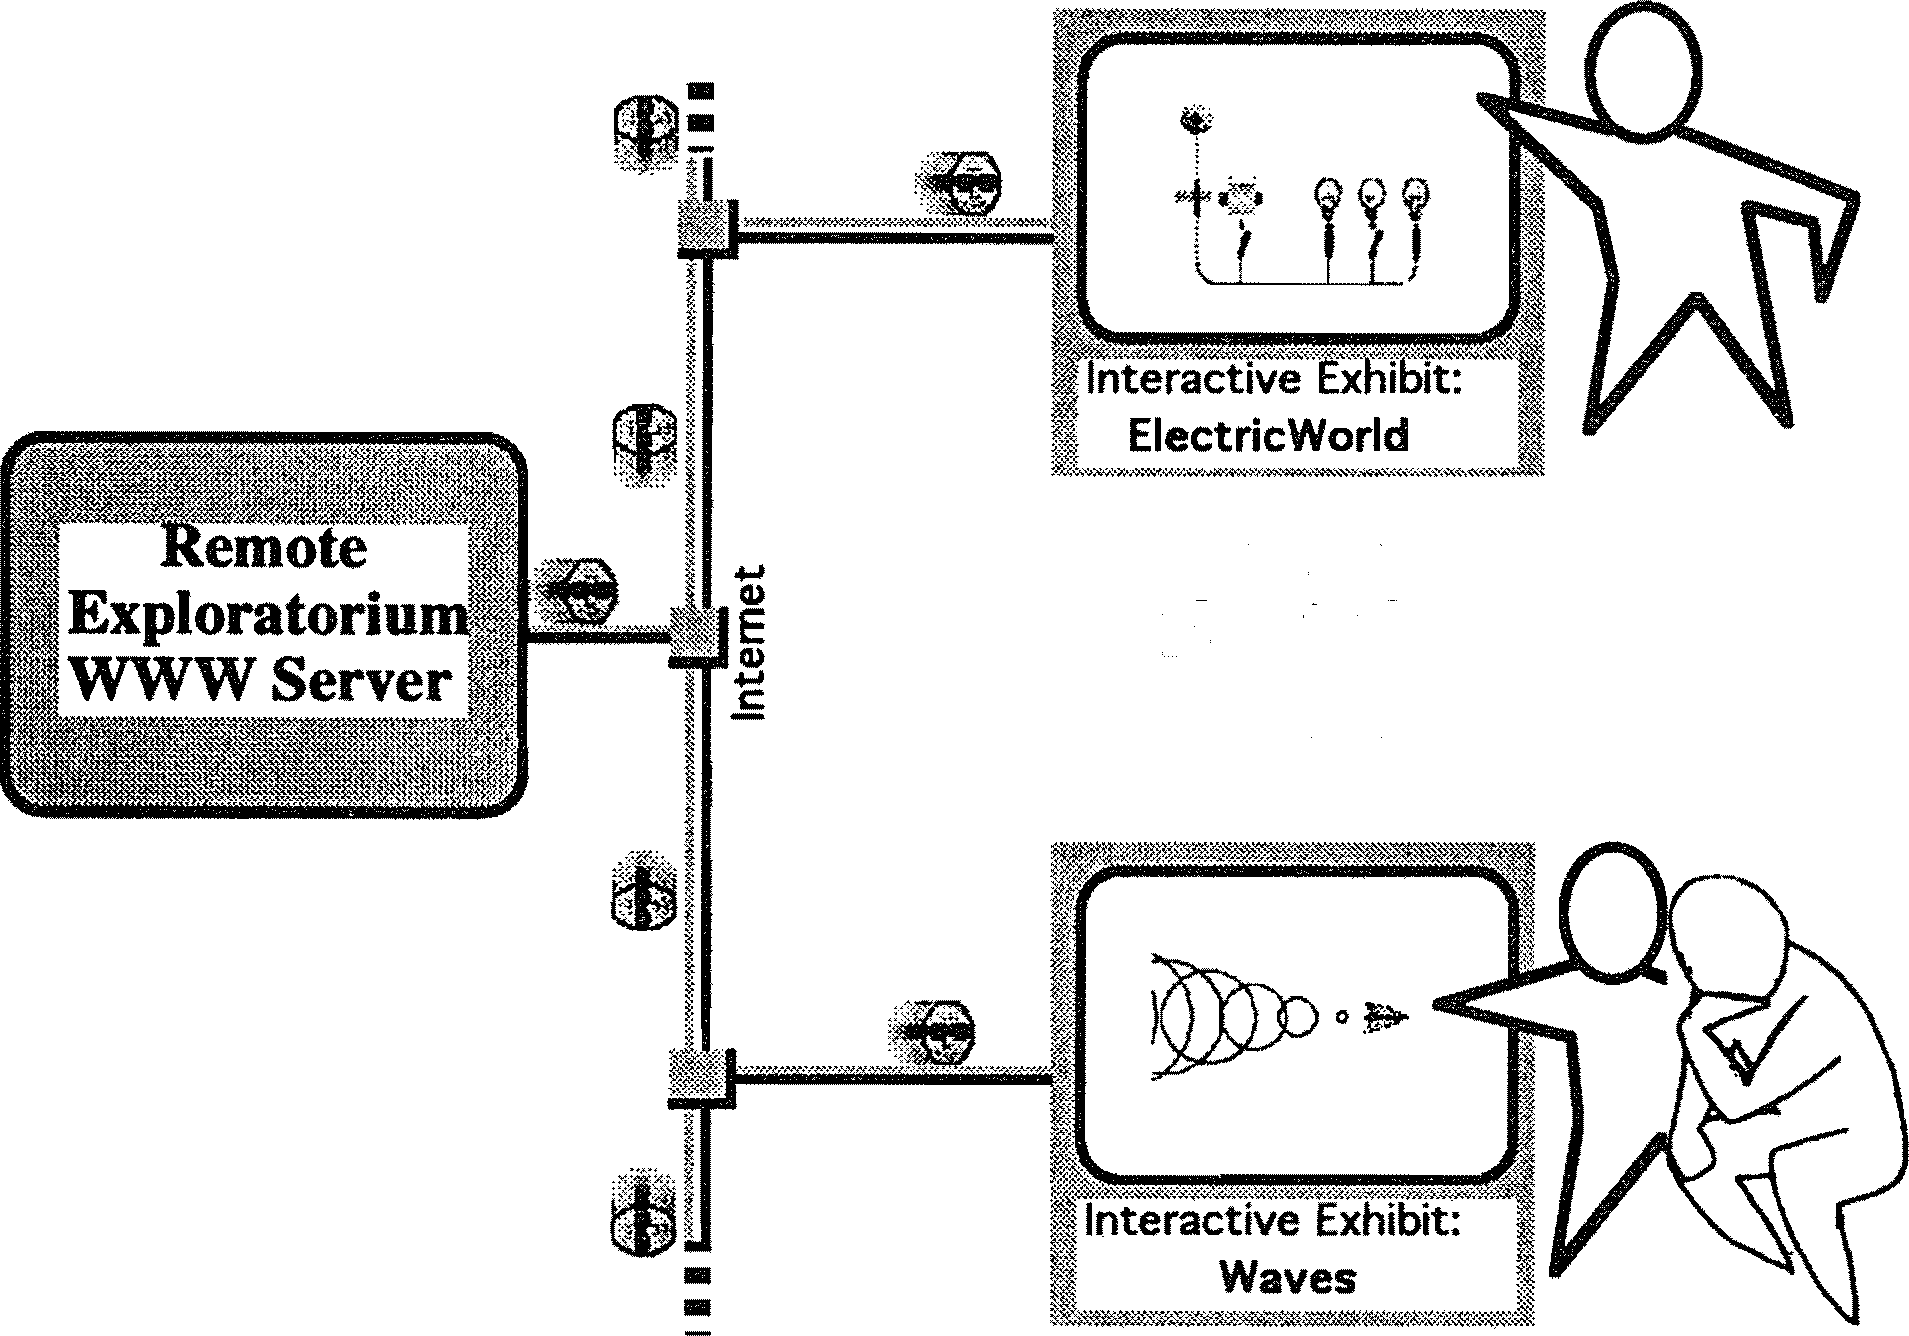 Interactive Exhibit:
ElectricWorld
Remote
Exploratorium
WWW Server
Internet
Interactive Exhibit:
Waves